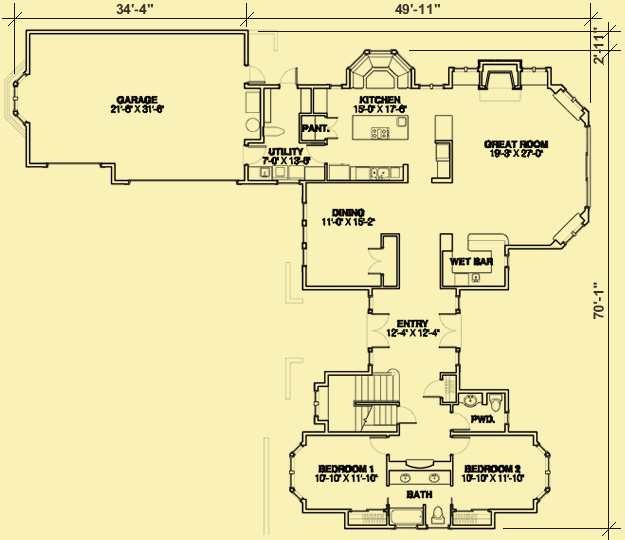 34'-4"
49'-11"
2'-11"
GARAGE
21'-6" X 31'-6"
KITCHEN
15'-0" X 17'-6"
PANT.
GREAT ROOM
19'-3" X 27'-0"
UTILITY
7'-0" X 13'-6"
DINING
11'-0" X 15'-2"
WET BAR
70'-1"
ENTRY
12'-4" X 12'-4"
PWD.
BEDROOM 1
10'-10" X 11'-10"
BEDROOM 2
10'-10" X 11'-10"
BATH